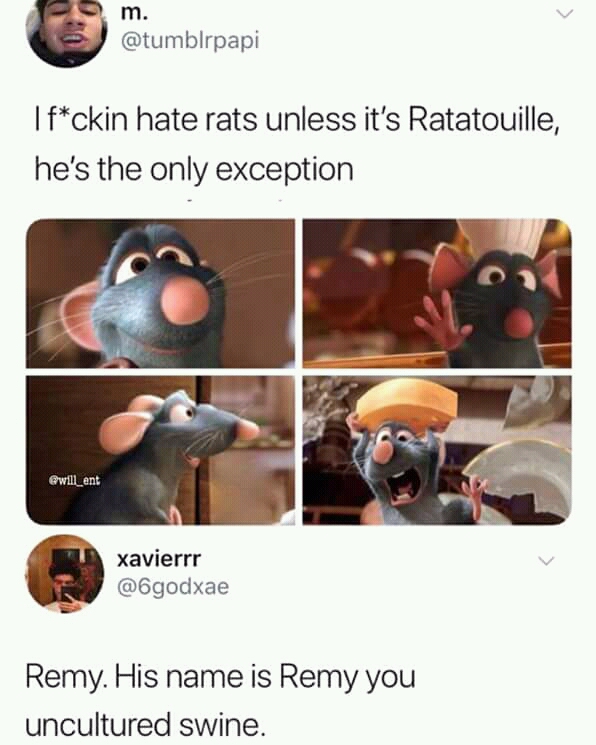 m.
@tumblrpapi
I f*ckin hate rats unless it's Ratatouille,
he's the only exception
@will_ent
xavierrr
@6godxae
Remy. His name is Remy you
uncultured swine.